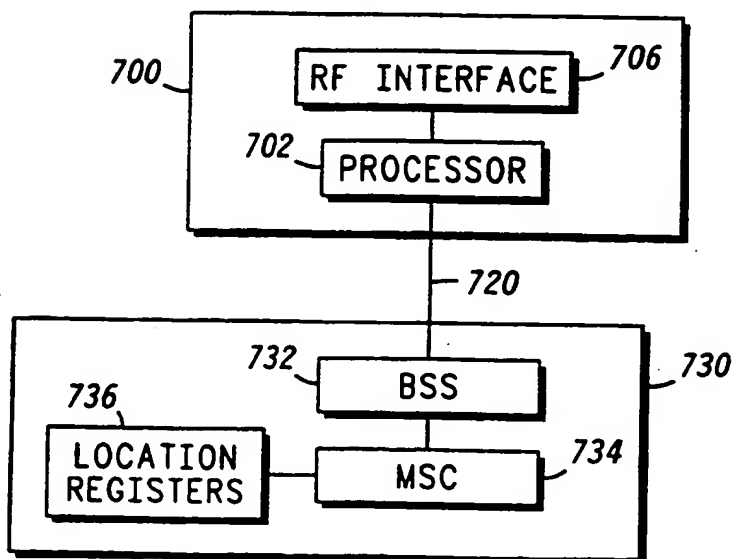 700
RF INTERFACE
706
702
PROCESSOR
720
732
BSS
730
736
LOCATION
REGISTERS
MSC
734